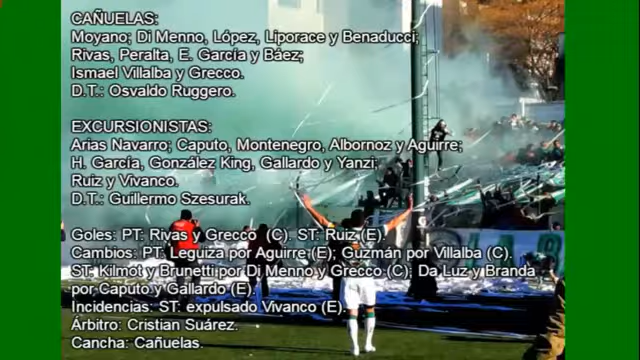 CAÑUELAS:
Moyano; Di Menno, López, Liporace y Benaducci;
Rivas, Peralta, E. García y Báez;
Ismael Villalba y Grecco.
D.T.: Osvaldo Ruggero.
EXCURSIONISTAS:
Arias Navarro; Caputo, Montenegro, Albornoz y Aguirre;
H. García, González King, Gallardo y Yanzi;
Ruiz y Vivanco.
D.T.: Guillermo Szesurak.
Goles: PT: Rivas y Grecco (C). ST: Ruiz (E).
Cambios: PT: Leguiza por Aguirre (E); Guzmán por Villalba (C).
ST: Kilmot y Brunetti por Di Menno y Grecco (C); Da Luz y Branda
por Caputo y Gallardo (E).
Incidencias: ST: expulsado Vivanco (E).
Árbitro: Cristian Suárez.
Cancha: Cañuelas.